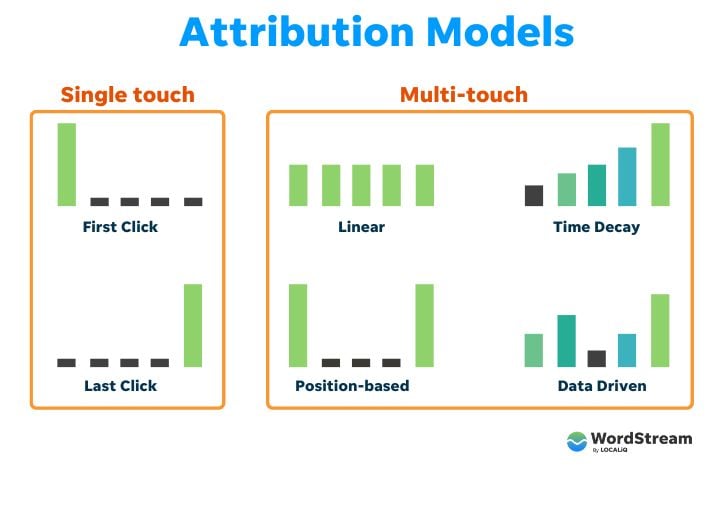 Attribution Models
Single touch
Multi-touch
First Click
Linear
Time Decay
Last Click
Position-based
Data Driven
WordStream
By LOCALiQ